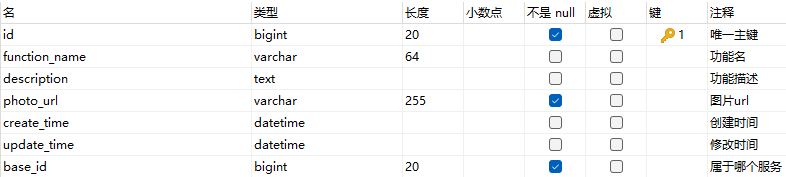 名 类型 长度 小数点 不是 null 虚拟 键 注释
id bigint 20 1 唯一主键
function_name varchar 64 功能名
description text 功能描述
photo_url varchar 255 图片url
create_time datetime 创建时间
update_time datetime 修改时间
base_id bigint 20 属于哪个服务